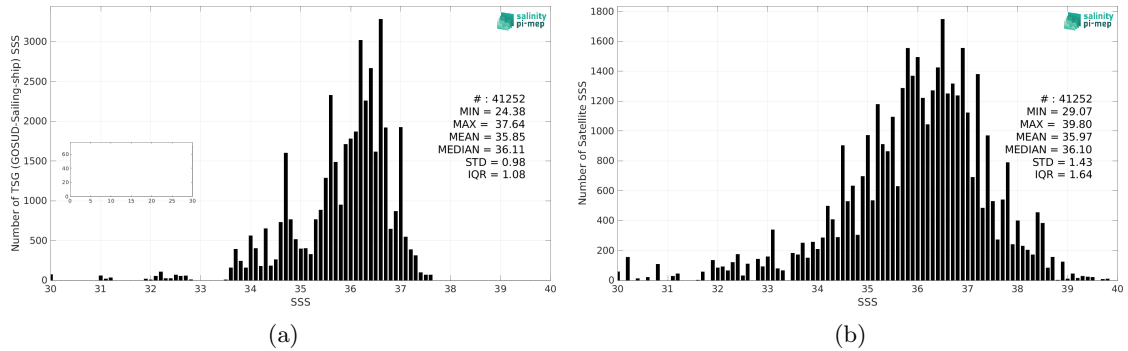 salinity
pi-mep
Number of TSG (GOSUD-Sailing-ship) SSS
3000
2500
2000
1500
1000
500
0
# : 41252
MIN = 24.38
MAX = 37.64
MEAN = 35.85
MEDIAN = 36.11
STD = 0.98
IQR = 1.08
60
40
20
0
0 5 10 15 20 25 30
30 31 32 33 34 35 36 37 38 39 40
SSS
(a)
salinity
pi-mep
Number of Satellite SSS
1800
1600
1400
1200
1000
800
600
400
200
0
# : 41252
MIN = 29.07
MAX = 39.80
MEAN = 35.97
MEDIAN = 36.10
STD = 1.43
IQR = 1.64
30 31 32 33 34 35 36 37 38 39 40
SSS
(b)